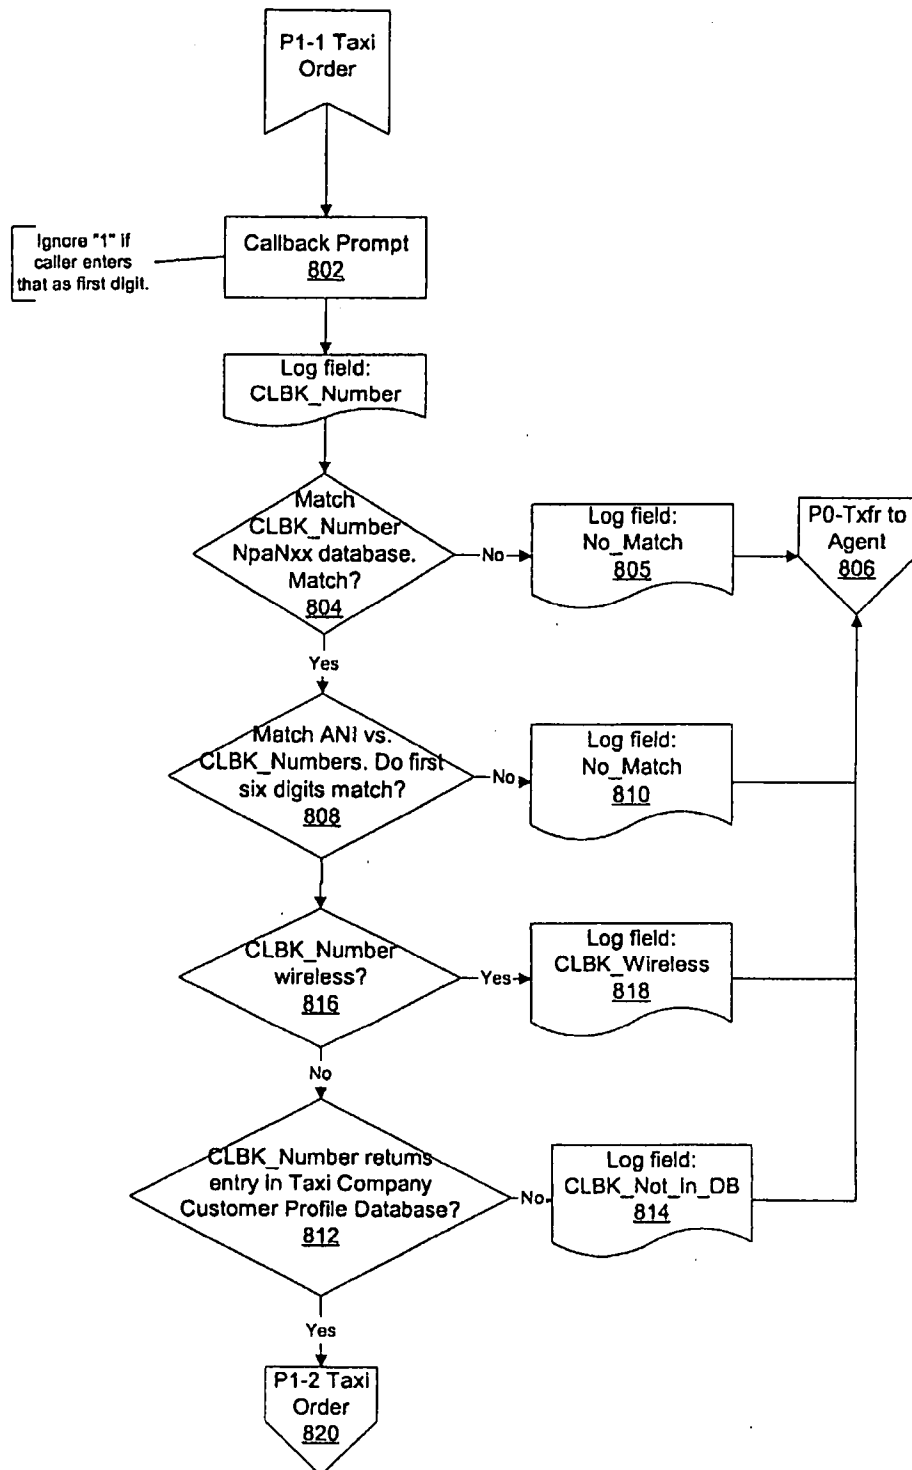 P1-1 Taxi
Order
Ignore "1" if
caller enters
that as first digit.
Callback Prompt
802
Log field:
CLBK_Number
Match
CLBK_Number
NpaNxx database.
Match?
804
No
Log field:
No_Match
805
P0-Txfr to
Agent
806
Yes
Match ANI vs.
CLBK_Numbers. Do first
six digits match?
808
No
Log field:
No_Match
810
CLBK_Number
wireless?
816
Yes
Log field:
CLBK_Wireless
818
No
CLBK_Number returns
entry in Taxi Company
Customer Profile Database?
812
No
Log field:
CLBK_Not_In_DB
814
Yes
P1-2 Taxi
Order
820